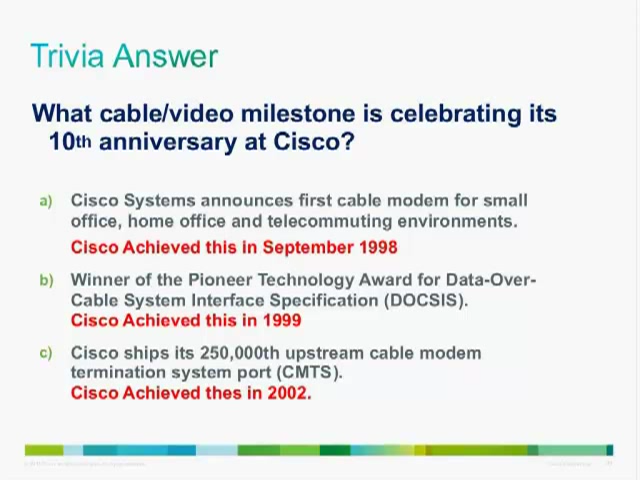 Trivia Answer
What cable/video milestone is celebrating its
10th anniversary at Cisco?
a) Cisco Systems announces first cable modem for small
office, home office and telecommuting environments.
Cisco Achieved this in September 1998
b) Winner of the Pioneer Technology Award for Data-Over-
Cable System Interface Specification (DOCSIS).
Cisco Achieved this in 1999
c) Cisco ships its 250,000th upstream cable modem
termination system port (CMTS).
Cisco Achieved thes in 2002.